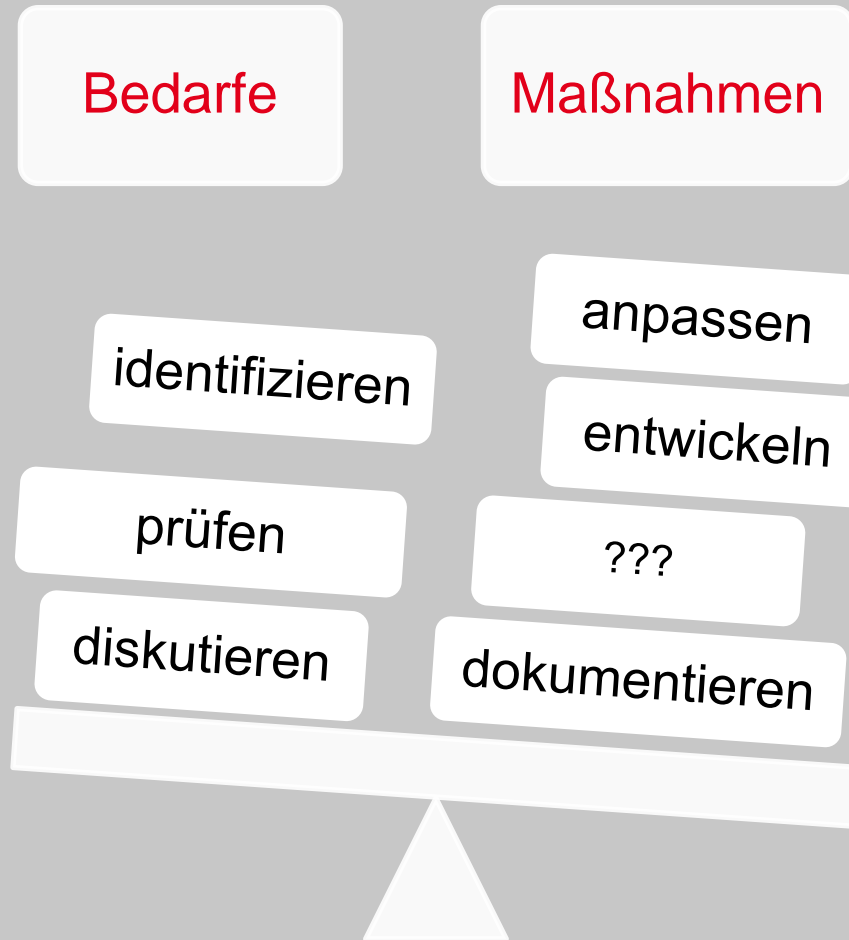 Bedarfe
Maßnahmen
identifizieren
prüfen
diskutieren
anpassen
entwickeln
???
dokumentieren